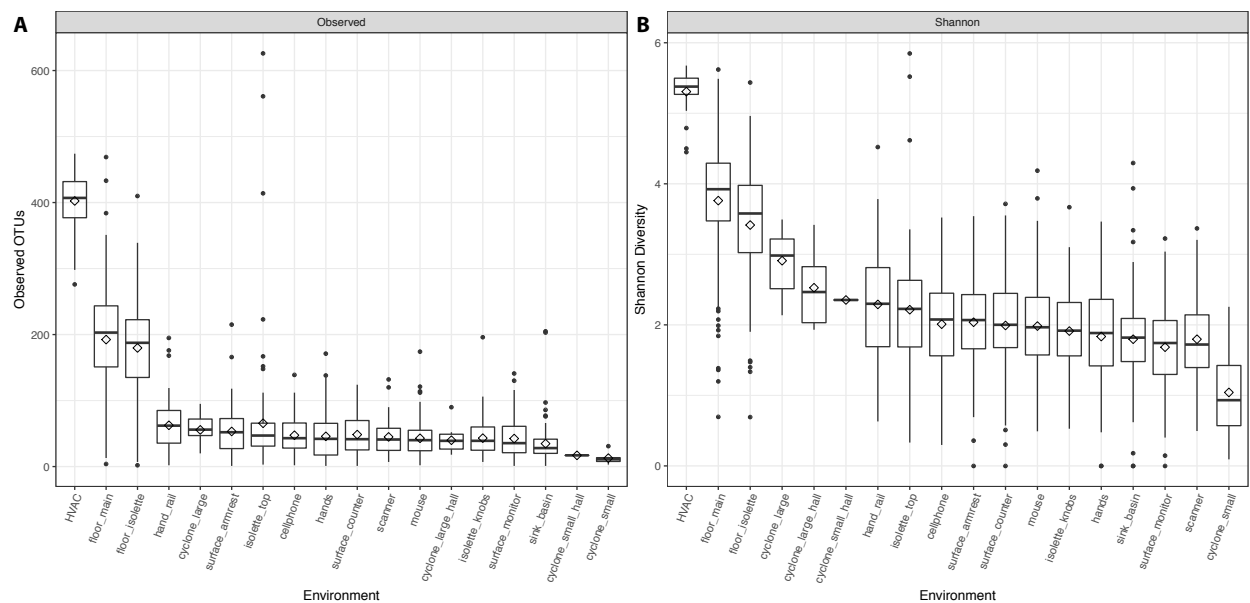 A
Observed
Observed OTUs
600
400
200
0
HVAC
floor_main
floor_isolette
hand_rail
cyclone_large
surface_armrest
isolette_top
cellphone
hands
surface_counter
scanner
mouse
cyclone_large_hall
isolette_knobs
surface_monitor
sink_basin
cyclone_small_hall
cyclone_small
Environment
B
Shannon
Shannon Diversity
6
4
2
0
HVAC
floor_main
floor_isolette
cyclone_large
cyclone_large_hall
cyclone_small_hall
hand_rail
isolette_top
cellphone
surface_armrest
surface_counter
mouse
isolette_knobs
hands
sink_basin
surface_monitor
scanner
cyclone_small
Environment